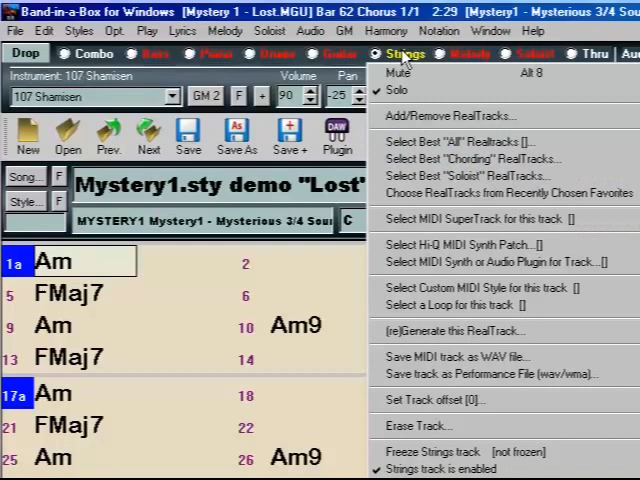 Band-in-a-Box for Windows [Mystery 1 - Lost.MGU] Bar 62 Chorus 1/1 2:29 [Mystery1 - Mysterious 3/4 Sou
File Edit Styles Opt. Play Lyrics Melody Soloist Audio GM Harmony Notation Window Help
Drop Combo Bass Piano Drums Guitar Strings Melody Soloist Thru Au
Instrument: 107 Shamisen Volume Pan
107 Shamisen GM 2 F + 90 -25
New Open Prev. Next Save Save As Save + DAW Plugin
Song... F Mystery1.sty demo "Lost"
Style... F
MYSTERY1 Mystery1 - Mysterious 3/4 Sour C
1a Am 2
5 FMaj7 6
9 Am 10 Am9
13 FMaj7 14
17a Am 18
21 FMaj7 22
25 Am 26 Am9
Mute Alt 8
Solo
Add/Remove RealTracks...
Select Best "All" Realtracks []...
Select Best "Chording" RealTracks...
Select Best "Soloist" RealTracks...
Choose RealTracks from Recently Chosen Favorites
Select MIDI SuperTrack for this track []
Select Hi-Q MIDI Synth Patch...[]
Select MIDI Synth or Audio Plugin for Track...[]
Select Custom MIDI Style for this track []
Select a Loop for this track []
(re)Generate this RealTrack...
Save MIDI track as WAV file...
Save track as Performance File (wav/wma)...
Set Track offset [0]...
Erase Track...
Freeze Strings track [not frozen]
Strings track is enabled